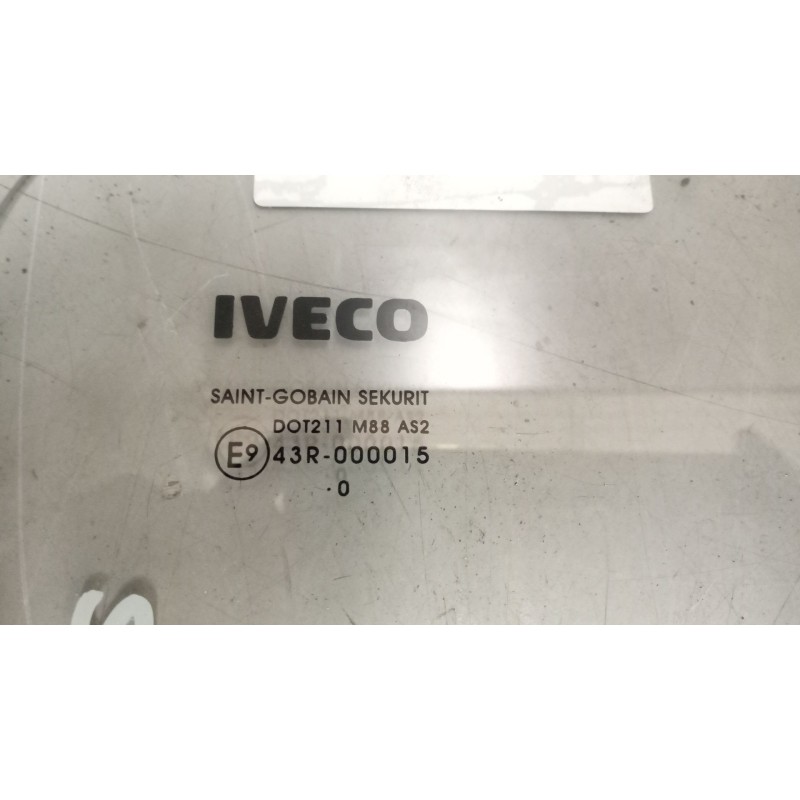 IVECO
SAINT-GOBAIN SEKURIT
DOT211 M88 AS2
E9 43R-000015
·0
S